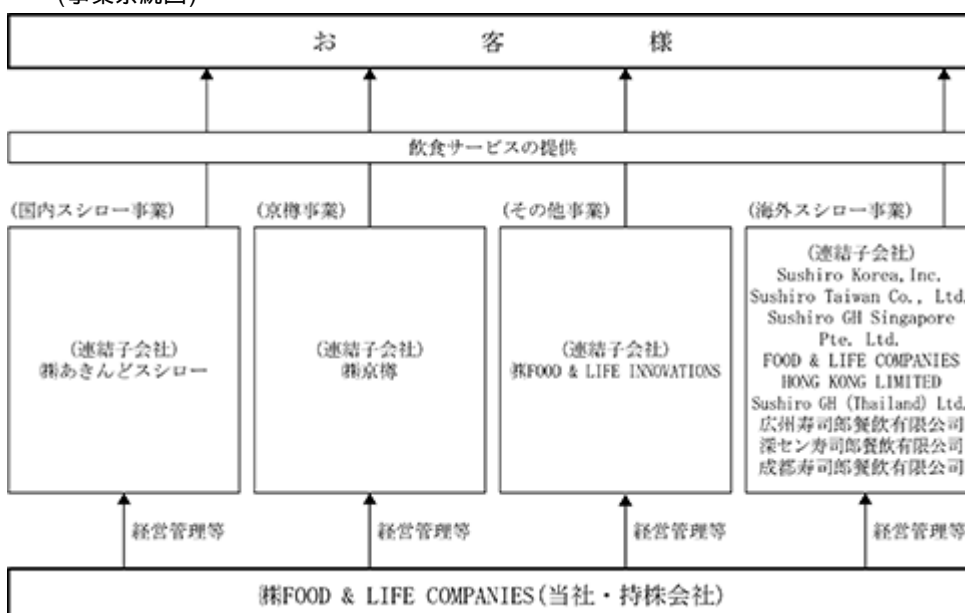 (事業系統図)
お客様
飲食サービスの提供
(国内スシロー事業)
(京樽事業)
(その他事業)
(海外スシロー事業)
(連結子会社)
㈱あきんどスシロー
(連結子会社)
㈱京樽
(連結子会社)
㈱FOOD & LIFE INNOVATIONS
(連結子会社)
Sushiro Korea,Inc.
Sushiro Taiwan Co., Ltd.
Sushiro GH Singapore
Pte. Ltd.
FOOD & LIFE COMPANIES
HONG KONG LIMITED
Sushiro GH (Thailand) Ltd.
広州寿司郎餐飲有限公司
深セン寿司郎餐飲有限公司
成都寿司郎餐飲有限公司
経営管理等
経営管理等
経営管理等
経営管理等
㈱FOOD & LIFE COMPANIES(当社・持株会社)